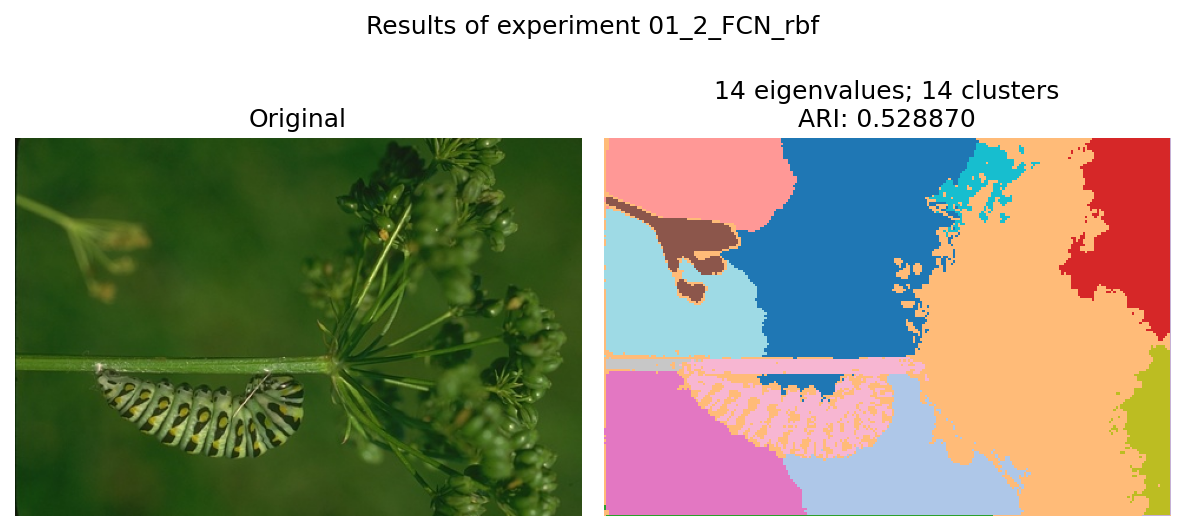 Results of experiment 01_2_FCN_rbf
Original
14 eigenvalues; 14 clusters
ARI: 0.528870